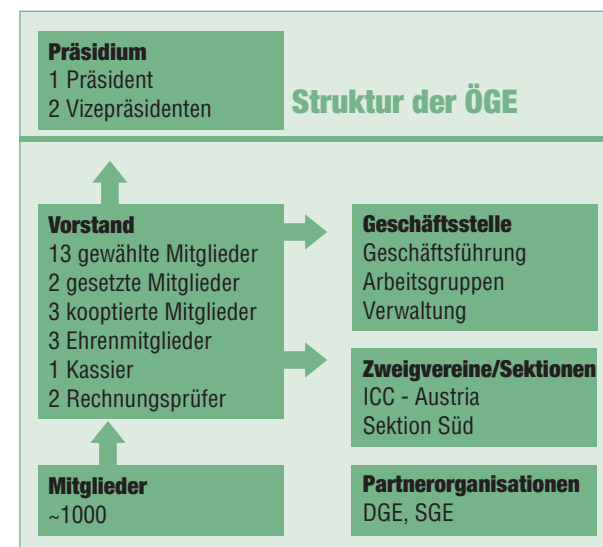 Präsidium
1 Präsident
2 Vizepräsidenten
Struktur der ÖGE
Vorstand
13 gewählte Mitglieder
2 gesetzte Mitglieder
3 kooptierte Mitglieder
3 Ehrenmitglieder
1 Kassier
2 Rechnungsprüfer
Geschäftsstelle
Geschäftsführung
Arbeitsgruppen
Verwaltung
Zweigvereine/Sektionen
ICC - Austria
Sektion Süd
Mitglieder
~1000
Partnerorganisationen
DGE, SGE